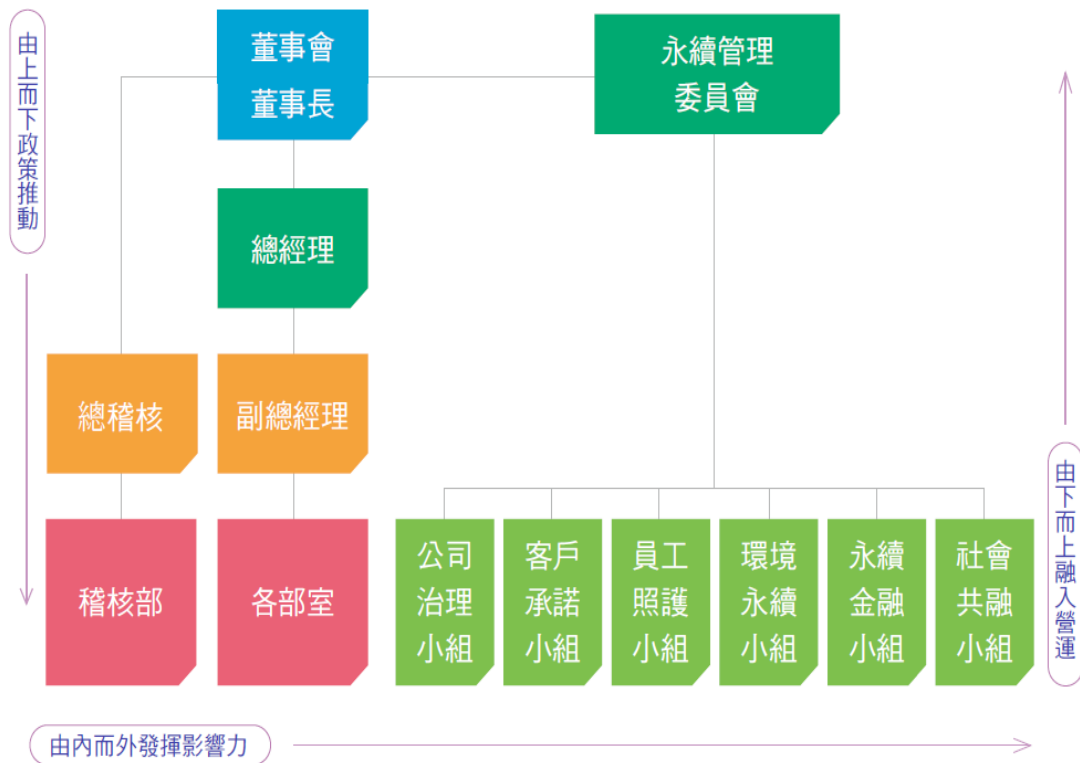 由上而下政策推動
董事會
董事長
永續管理
委員會
總經理
總稽核
副總經理
稽核部
各部室
公司
治理
小組
客戶
承諾
小組
員工
照護
小組
環境
永續
小組
永續
金融
小組
社會
共融
小組
由下而上融入營運
由內而外發揮影響力